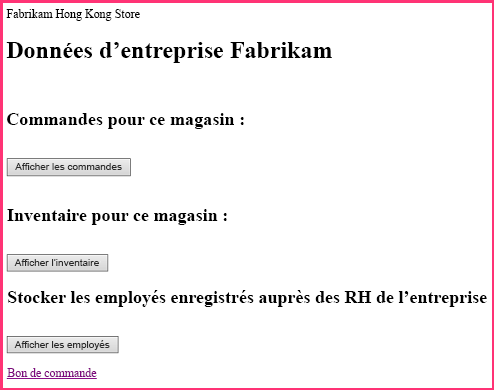 Fabrikam Hong Kong Store
Données d’entreprise Fabrikam
Commandes pour ce magasin :
Afficher les commandes
Inventaire pour ce magasin :
Afficher l'inventaire
Stocker les employés enregistrés auprès des RH de l’entreprise
Afficher les employés
Bon de commande